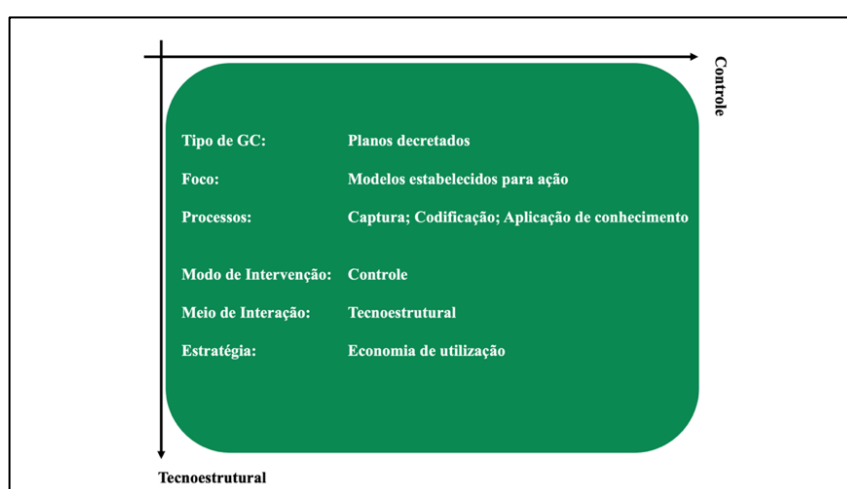 Controle
Tipo de GC: Planos decretados
Foco: Modelos estabelecidos para ação
Processos: Captura; Codificação; Aplicação de conhecimento
Modo de Intervenção: Controle
Meio de Interação: Tecnoestrutural
Estratégia: Economia de utilização
Tecnoestrutural